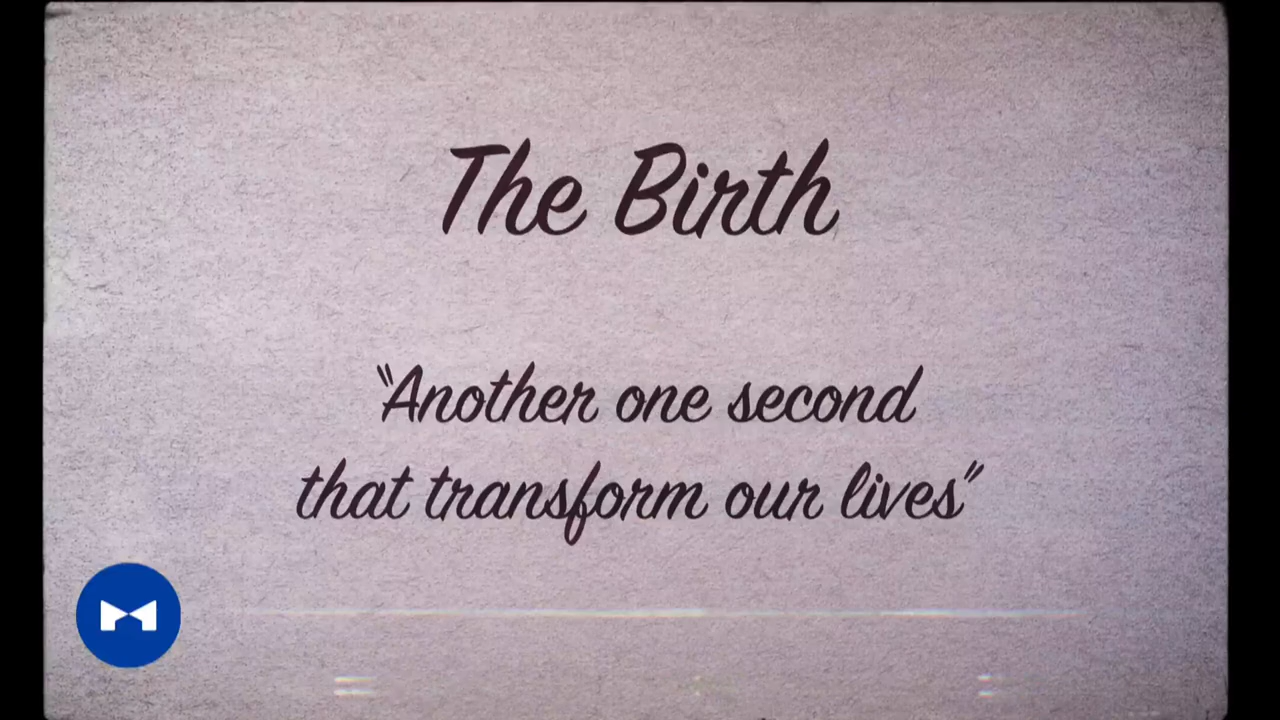 The Birth
"Another one second
that transform our lives"